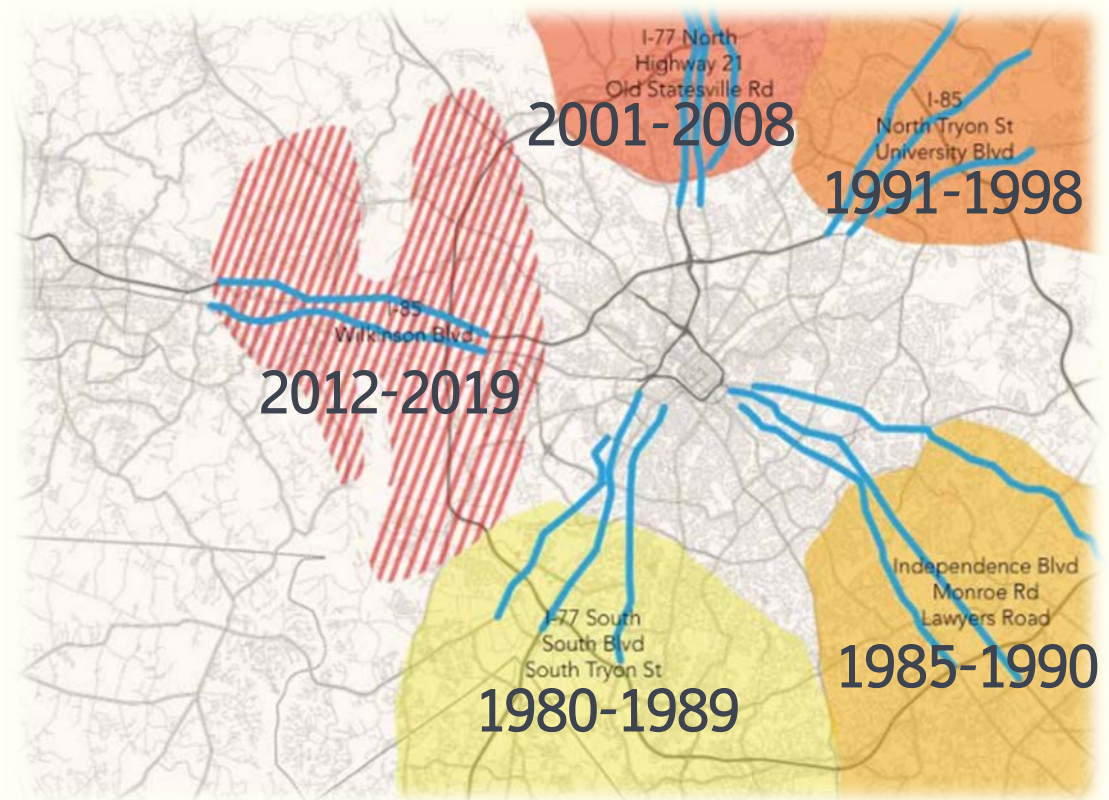 I-77 North
Highway 21
Old Statesville Rd
2001-2008
I-85
North Tryon St
University Blvd
1991-1998
I-85
Wilkinson Blvd
2012-2019
Independence Blvd
Monroe Rd
Lawyers Road
1985-1990
I-77 South
South Blvd
South Tryon St
1980-1989